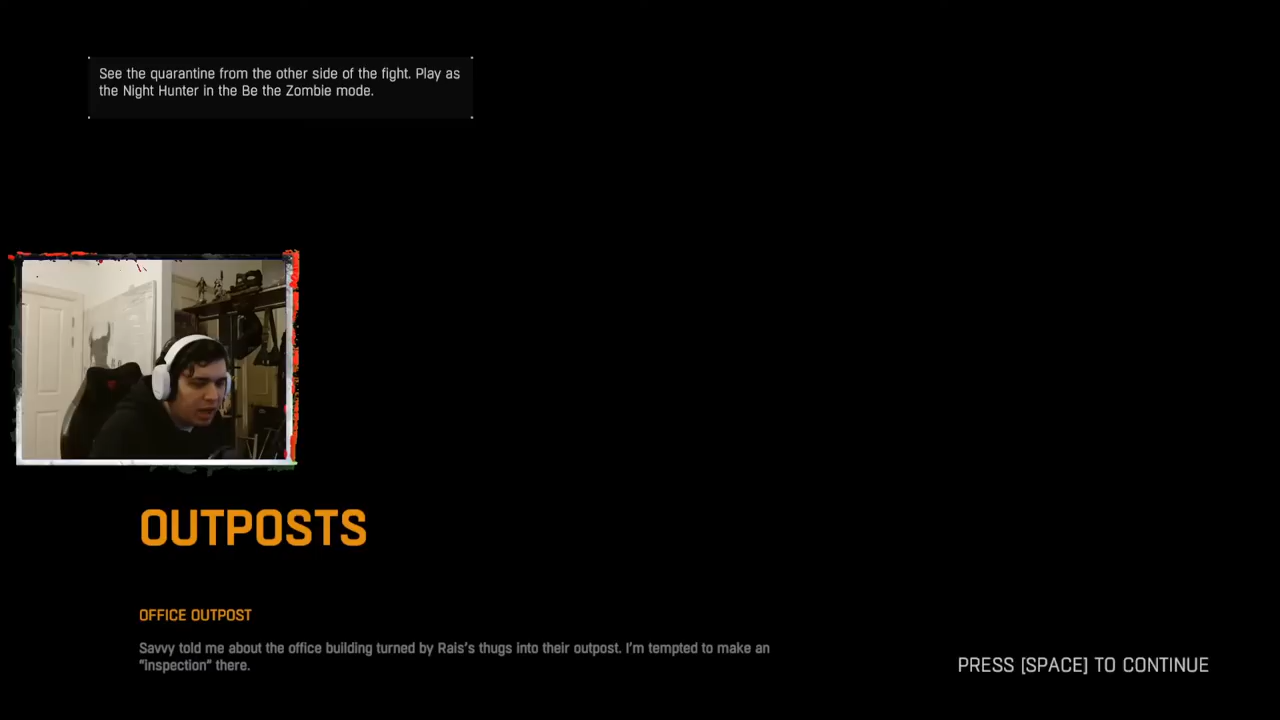 See the quarantine from the other side of the fight. Play as
the Night Hunter in the Be the Zombie mode.
OUTPOSTS
OFFICE OUTPOST
Savvy told me about the office building turned by Rais's thugs into their outpost. I'm tempted to make an
"inspection" there.
PRESS [SPACE] TO CONTINUE